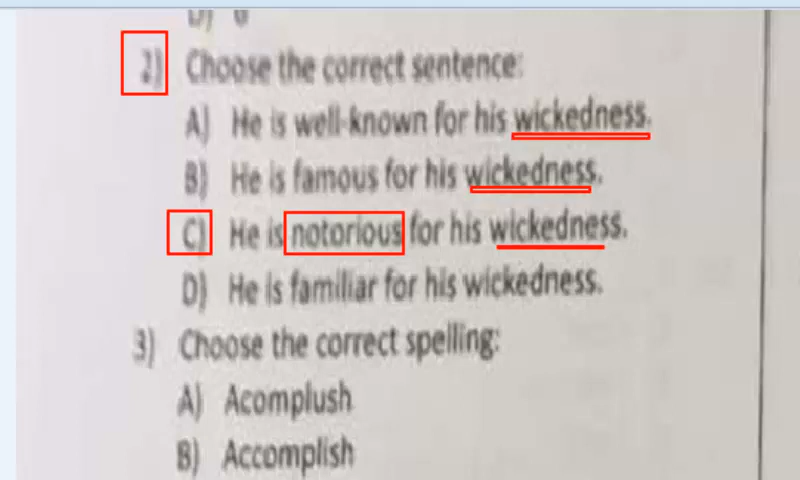 D) 6
2) Choose the correct sentence:
A) He is well-known for his wickedness.
B) He is famous for his wickedness.
C) He is notorious for his wickedness.
D) He is familiar for his wickedness.
3) Choose the correct spelling:
A) Acomplush
B) Accomplish